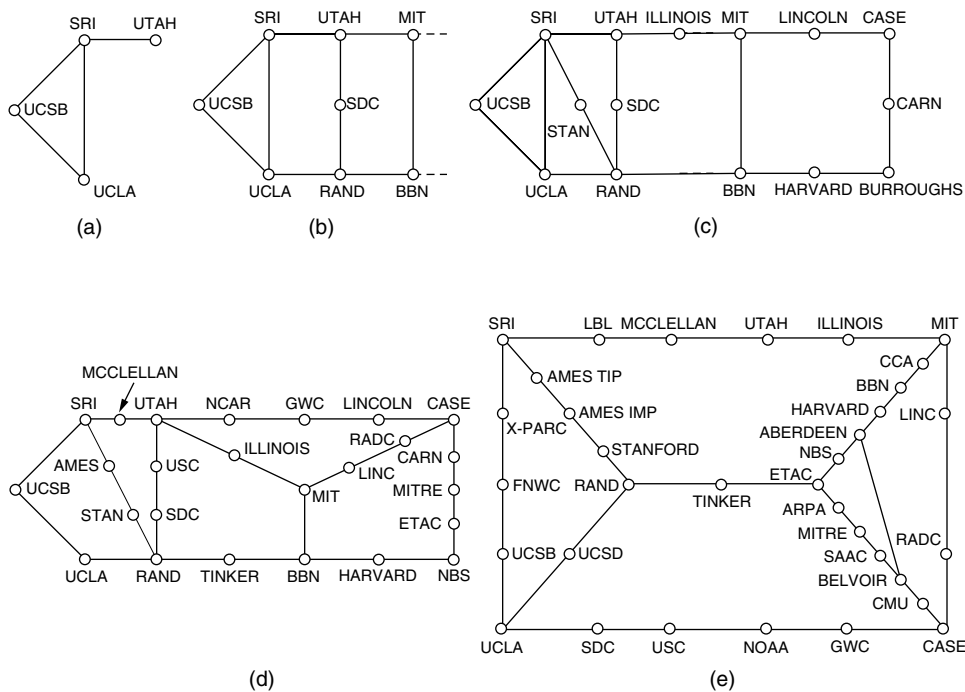 SRI UTAH
UCSB
UCLA
(a)
SRI UTAH MIT
UCSB SDC
UCLA RAND BBN
(b)
SRI UTAH ILLINOIS MIT LINCOLN CASE
UCSB SDC CARN
STAN
UCLA RAND BBN HARVARD BURROUGHS
(c)
MCCLELLAN
SRI UTAH NCAR GWC LINCOLN CASE
RADC
ILLINOIS CARN
AMES USC LINC
UCSB MIT MITRE
STAN SDC ETAC
UCLA RAND TINKER BBN HARVARD NBS
(d)
SRI LBL MCCLELLAN UTAH ILLINOIS MIT
CCA
AMES TIP BBN
X-PARC AMES IMP HARVARD LINC
ABERDEEN
STANFORD NBS
FNWC RAND TINKER ETAC
ARPA
MITRE
UCSB UCSD SAAC RADC
BELVOIR
CMU
UCLA SDC USC NOAA GWC CASE
(e)